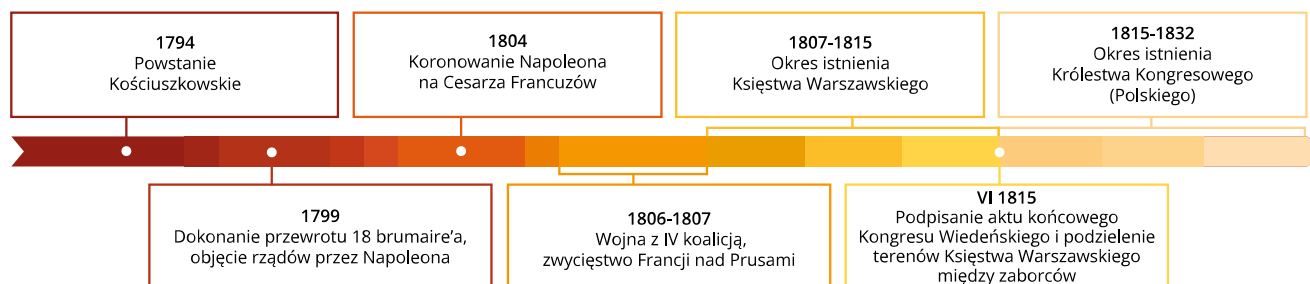 1794
Powstanie
Kościuszkowskie
1804
Koronowanie Napoleona
na Cesarza Francuzów
1807-1815
Okres istnienia
Księstwa Warszawskiego
1815-1832
Okres istnienia
Królestwa Kongresowego
(Polskiego)
1799
Dokonanie przewrotu 18 brumaire’a,
objęcie rządów przez Napoleona
1806-1807
Wojna z IV koalicją,
zwycięstwo Francji nad Prusami
VI 1815
Podpisanie aktu końcowego
Kongresu Wiedeńskiego i podzielenie
terenów Księstwa Warszawskiego
między zaborców